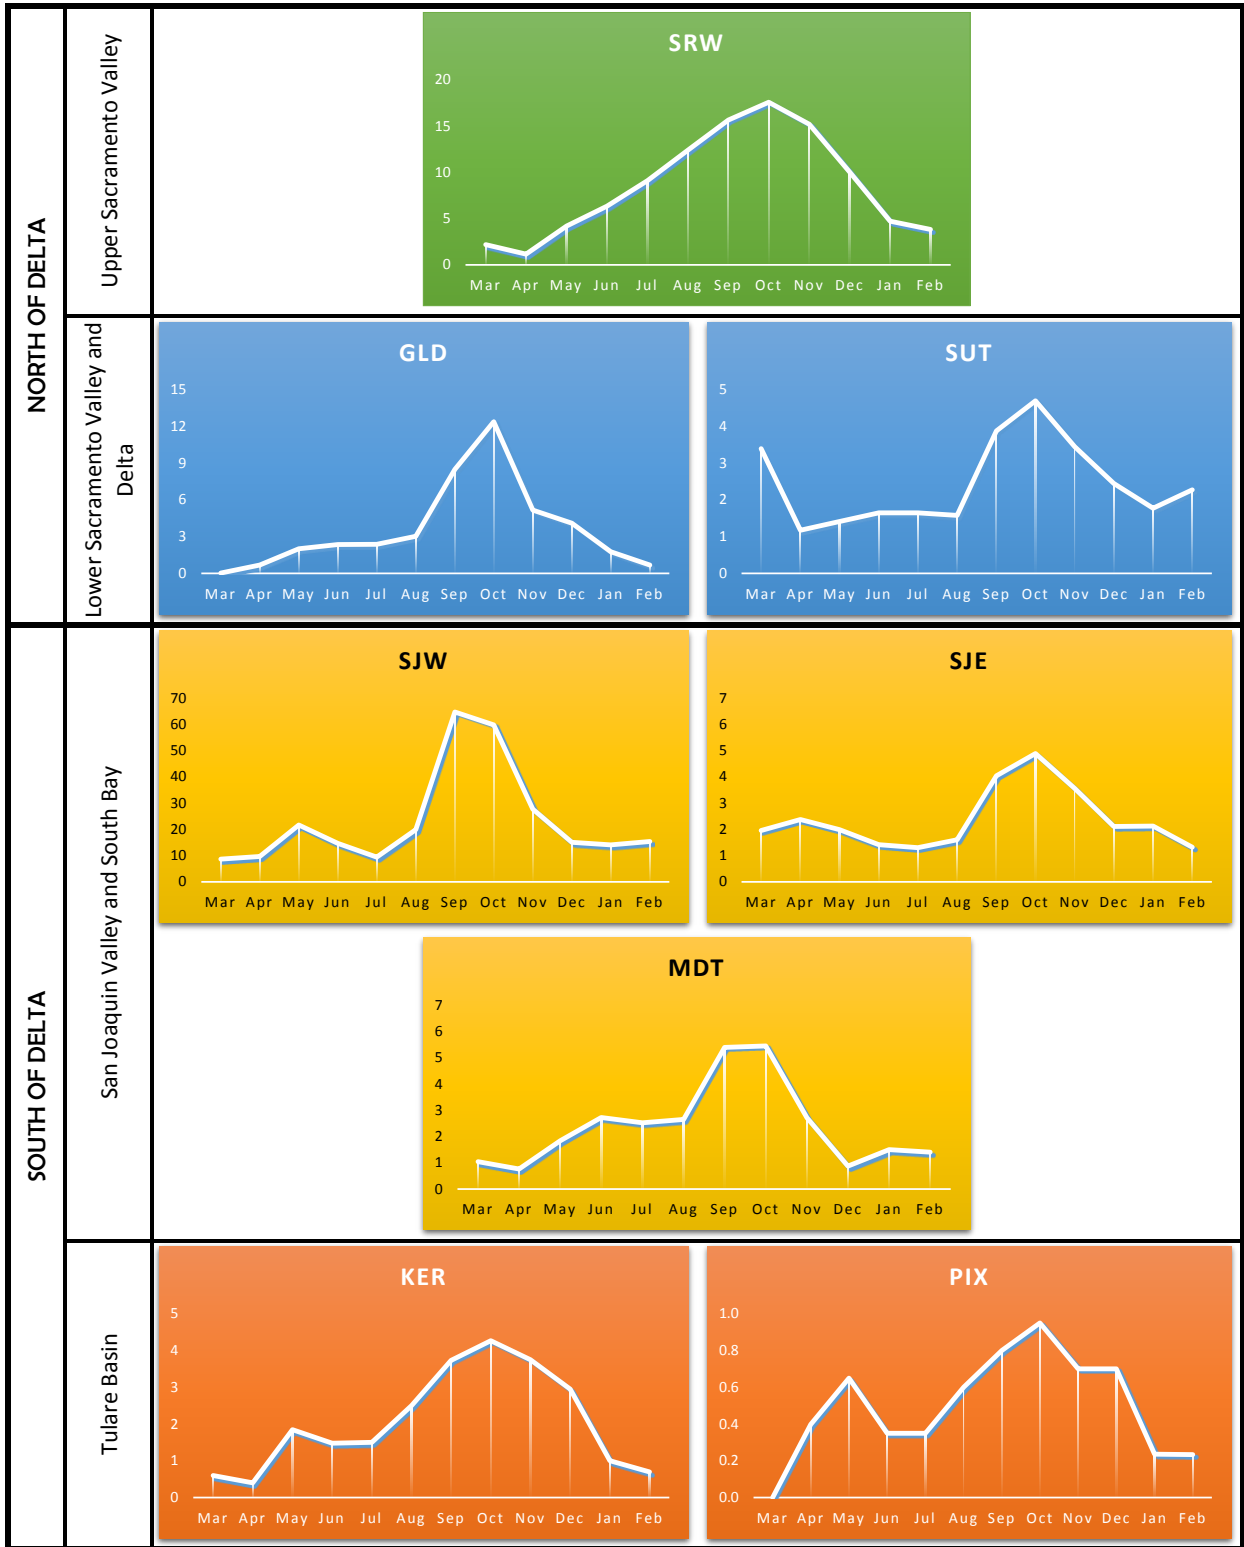 NORTH OF DELTA
Upper Sacramento Valley
SRW
20
15
10
5
0
Mar Apr May Jun Jul Aug Sep Oct Nov Dec Jan Feb
Lower Sacramento Valley and
Delta
GLD
15
12
9
6
3
0
Mar Apr May Jun Jul Aug Sep Oct Nov Dec Jan Feb
SUT
5
4
3
2
1
0
Mar Apr May Jun Jul Aug Sep Oct Nov Dec Jan Feb
SOUTH OF DELTA
San Joaquin Valley and South Bay
SJW
70
60
50
40
30
20
10
0
Mar Apr May Jun Jul Aug Sep Oct Nov Dec Jan Feb
SJE
7
6
5
4
3
2
1
0
Mar Apr May Jun Jul Aug Sep Oct Nov Dec Jan Feb
MDT
7
6
5
4
3
2
1
0
Mar Apr May Jun Jul Aug Sep Oct Nov Dec Jan Feb
Tulare Basin
KER
5
4
3
2
1
0
Mar Apr May Jun Jul Aug Sep Oct Nov Dec Jan Feb
PIX
1.0
0.8
0.6
0.4
0.2
0.0
Mar Apr May Jun Jul Aug Sep Oct Nov Dec Jan Feb